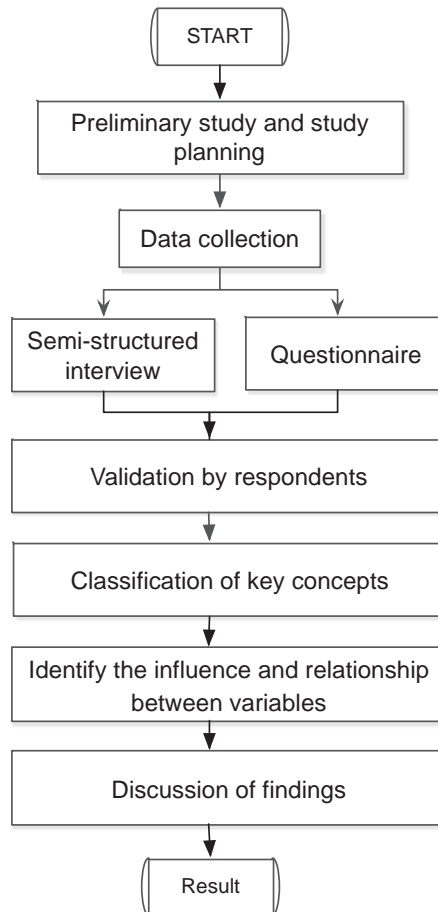 START
Preliminary study and study
planning
Data collection
Semi-structured
interview
Questionnaire
Validation by respondents
Classification of key concepts
Identify the influence and relationship
between variables
Discussion of findings
Result